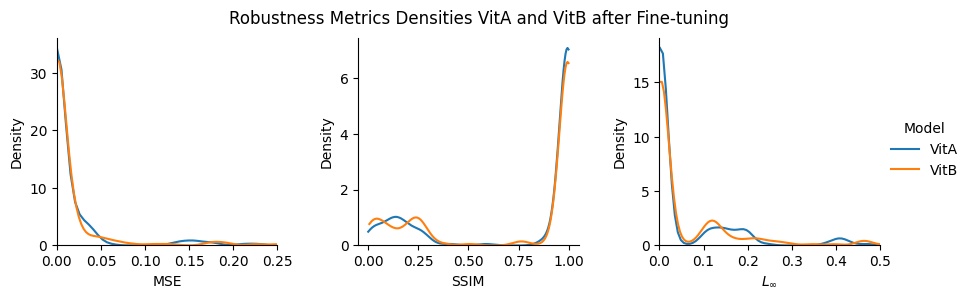 Robustness Metrics Densities VitA and VitB after Fine-tuning
Density
30
20
10
0
0.00 0.05 0.10 0.15 0.20 0.25
MSE
Density
6
4
2
0
0.00 0.25 0.50 0.75 1.00
SSIM
Density
15
10
5
0
0.0 0.1 0.2 0.3 0.4 0.5
L∞
Model
VitA
VitB